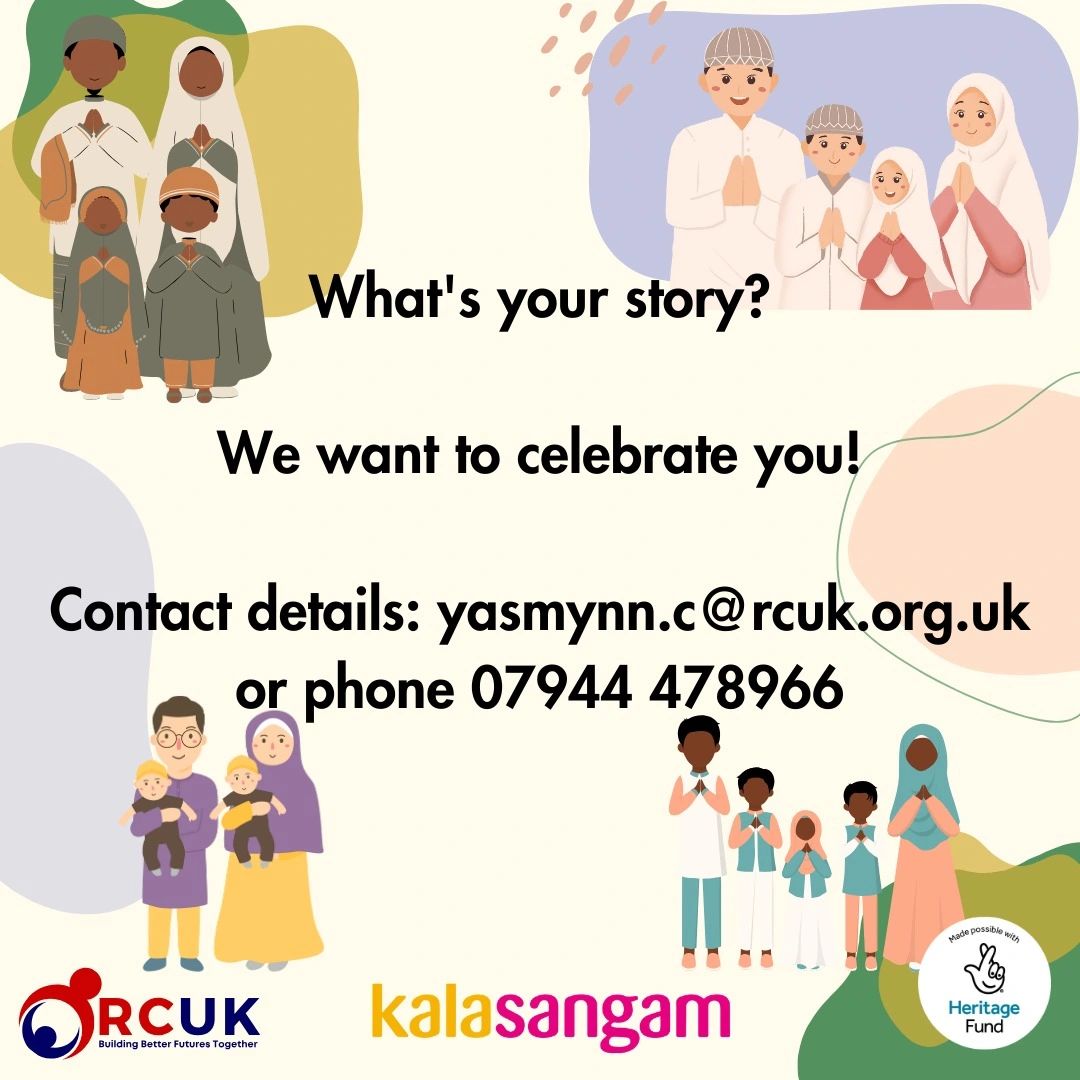 What's your story?
We want to celebrate you!
Contact details: yasmynn.c@rcuk.org.uk
or phone 07944 478966
RCUK
Building Better Futures Together
kalasangam
Made possible with
Heritage
Fund